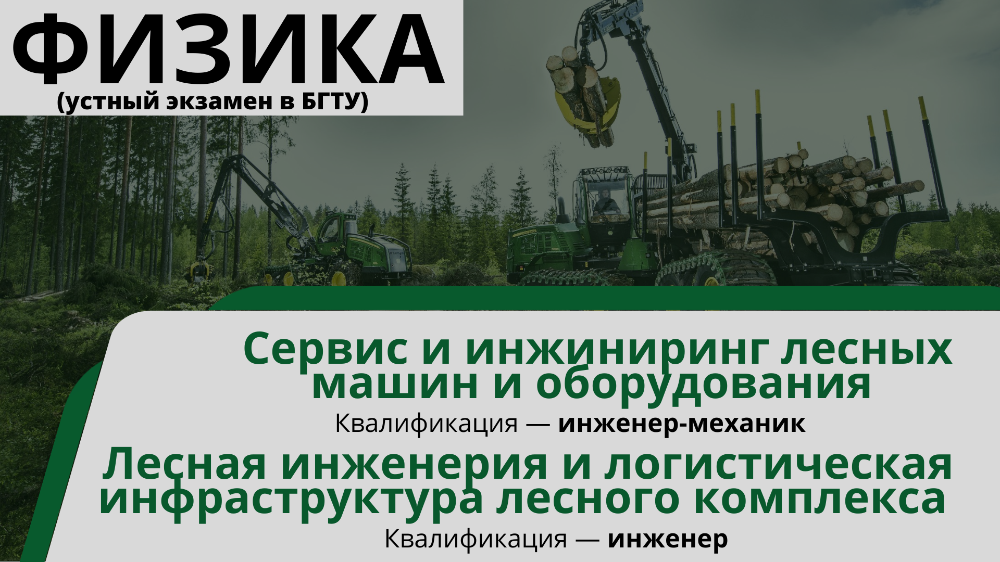 ФИЗИКА
(устный экзамен в БГТУ)
Сервис и инжиниринг лесных
машин и оборудования
Квалификация — инженер-механик
Лесная инженерия и логистическая
инфраструктура лесного комплекса
Квалификация — инженер